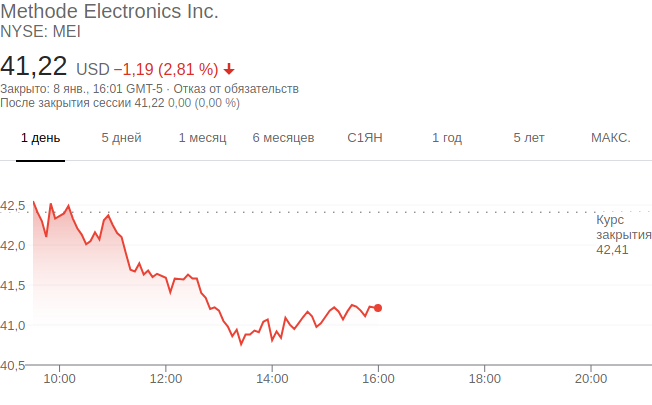 Methode Electronics Inc.
NYSE: MEI
41,22 USD −1,19 (2,81 %)
Закрыто: 8 янв., 16:01 GMT-5 · Отказ от обязательств
После закрытия сессии 41,22 0,00 (0,00 %)
1 день 5 дней 1 месяц 6 месяцев С1ЯН 1 год 5 лет МАКС.
42,5
Курс
закрытия
42,41
42,0
41,5
41,0
40,5
10:00 12:00 14:00 16:00 18:00 20:00